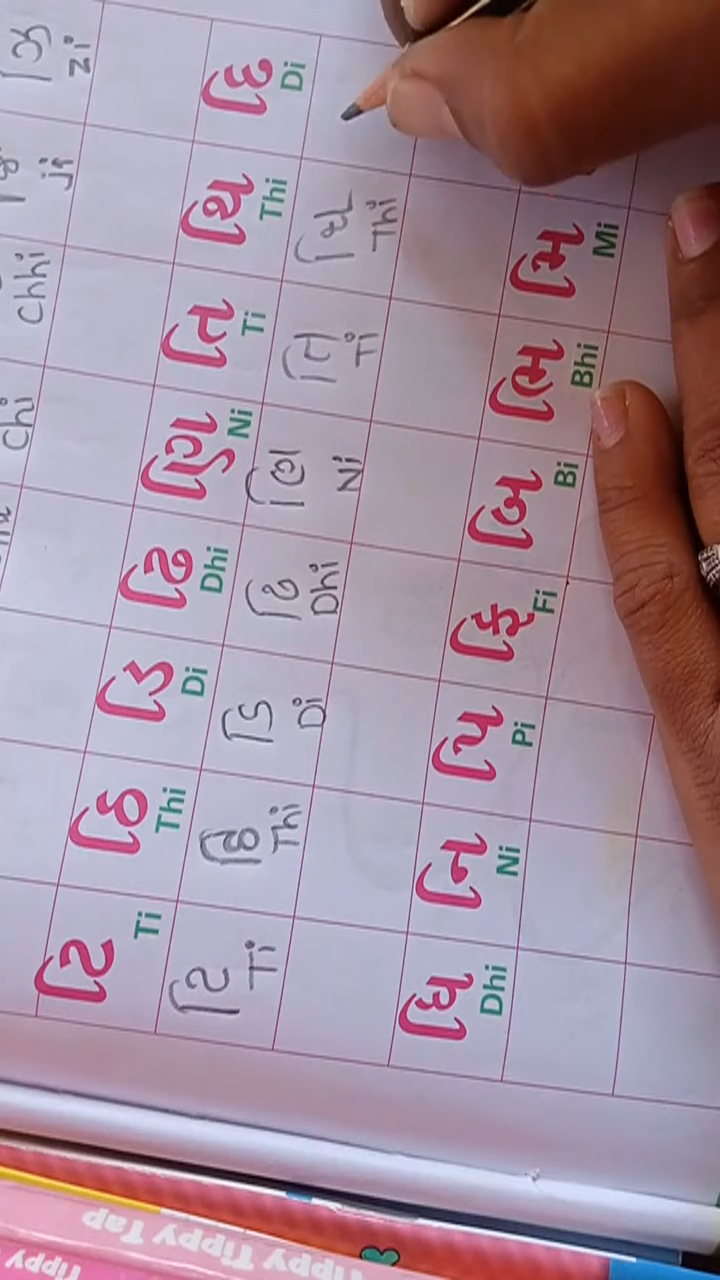 ઝિ
chi chhi ji zi
ટિ ઠિ ડિ ઢિ ણિ તિ થિ દિ
Ti Thi Di Dhi Ni Ti Thi Di
ટિ ઠિ ડિ ઢિ ણિ તિ થિ
Ti Thi Di Dhi Ni Ti Thi
ધિ નિ પિ ફિ બિ ભિ મિ
Dhi Ni Pi Fi Bi Bhi Mi
Tippy Tippy Tap